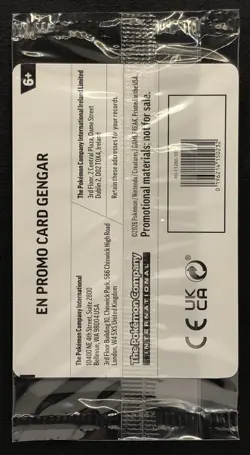 6+
EN PROMO CARD GENGAR
The Pokémon Company International
10400 NE 4th Street, Suite 2800
Bellevue, WA 98004 USA
3rd Floor Building 10, Chiswick Park, 566 Chiswick High Road
London, W4 5XS United Kingdom
The Pokémon Company International Ireland Limited
3rd Floor, 2 Central Plaza, Dame Street
Dublin 2, D02 T0X4, Ireland
Retain these addresses for your records.
The Pokémon Company
INTERNATIONAL
Promotional materials: not for sale.
CE UK
CA